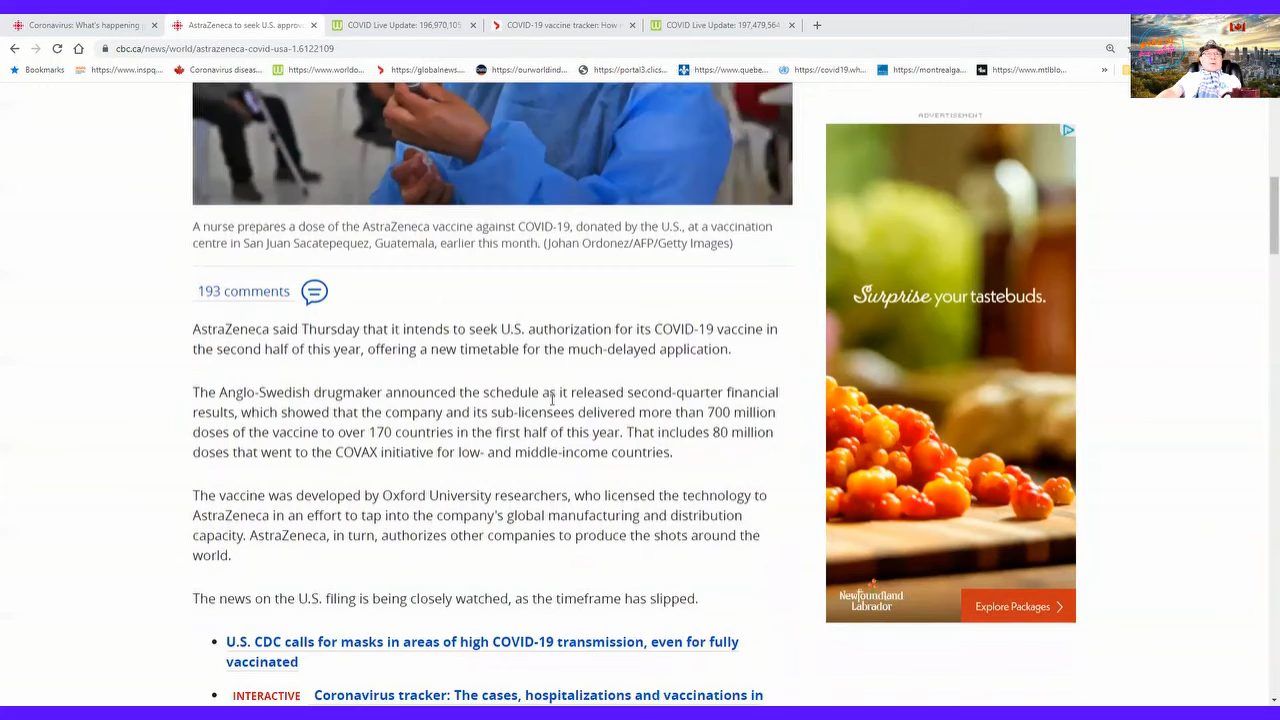 Coronavirus: What's happening
AstraZeneca to seek U.S. approv
COVID Live Update: 196,970,105
COVID-19 vaccine tracker: How
COVID Live Update: 197,479,564
cbc.ca/news/world/astrazeneca-covid-usa-1.6122109
Bookmarks
https://www.inspq...
Coronavirus diseas...
https://www.worldo...
https://globalnews....
https://ourworldind...
https://portal3.clics...
https://www.quebe...
https://covid19.wh...
https://montrealga...
https://www.mtlblo...
ADVERTISEMENT
A nurse prepares a dose of the AstraZeneca vaccine against COVID-19, donated by the U.S., at a vaccination
centre in San Juan Sacatepequez, Guatemala, earlier this month. (Johan Ordonez/AFP/Getty Images)
193 comments
AstraZeneca said Thursday that it intends to seek U.S. authorization for its COVID-19 vaccine in
the second half of this year, offering a new timetable for the much-delayed application.
The Anglo-Swedish drugmaker announced the schedule as it released second-quarter financial
results, which showed that the company and its sub-licensees delivered more than 700 million
doses of the vaccine to over 170 countries in the first half of this year. That includes 80 million
doses that went to the COVAX initiative for low- and middle-income countries.
The vaccine was developed by Oxford University researchers, who licensed the technology to
AstraZeneca in an effort to tap into the company's global manufacturing and distribution
capacity. AstraZeneca, in turn, authorizes other companies to produce the shots around the
world.
The news on the U.S. filing is being closely watched, as the timeframe has slipped.
U.S. CDC calls for masks in areas of high COVID-19 transmission, even for fully
vaccinated
INTERACTIVE Coronavirus tracker: The cases, hospitalizations and vaccinations in
Surprise your tastebuds.
Newfoundland
Labrador
Explore Packages